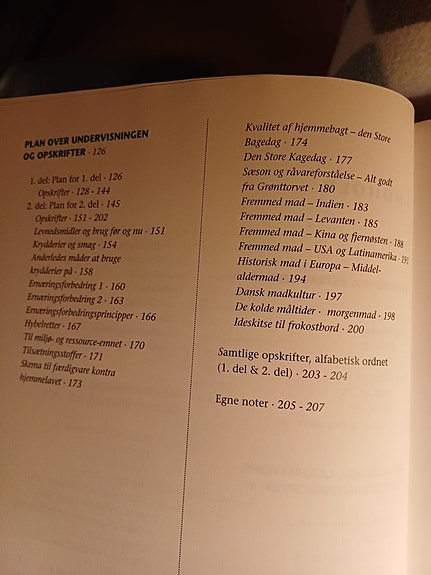 PLAN OVER UNDERVISNINGEN
OG OPSKRIFTER · 126
1. del: Plan for 1. del · 126
Opskrifter · 128 - 144
2. del: Plan for 2. del · 145
Opskrifter · 151 - 202
Levnedsmidler og brug før og nu · 151
Krydderier og smag · 154
Anderledes måder at bruge
krydderier på · 158
Ernæringsforbedring 1 · 160
Ernæringsforbedring 2 · 163
Ernæringsforbedringsprincipper · 166
Hybelretter · 167
Til miljø- og ressource-emnet · 170
Tilsætningsstoffer · 171
Skema til færdigvare kontra
hjemmelavet · 173
Kvalitet af hjemmebagt – den Store
Bagedag · 174
Den Store Kagedag · 177
Sæson og råvareforståelse – Alt godt
fra Grønttorvet · 180
Fremmed mad – Indien · 183
Fremmed mad – Levanten · 185
Fremmed mad – Kina og fjernøsten · 188
Fremmed mad – USA og Latinamerika ·
Historisk mad i Europa – Middel-
aldermad · 194
Dansk madkultur · 197
De kolde måltider · morgenmad · 198
Ideskitse til frokostbord · 200
Samtlige opskrifter, alfabetisk ordnet
(1. del & 2. del) · 203 - 204
Egne noter · 205 - 207